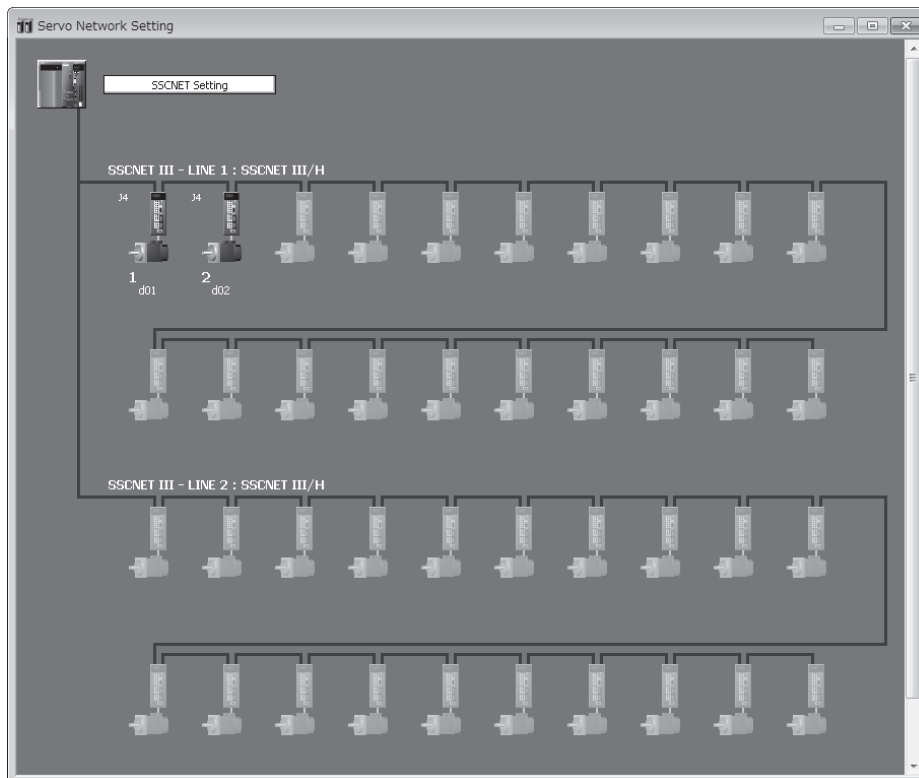 Servo Network Setting
SSCNET Setting
SSCNET III - LINE 1 : SSCNET III/H
J4 J4
1 2
d01 d02
SSCNET III - LINE 2 : SSCNET III/H